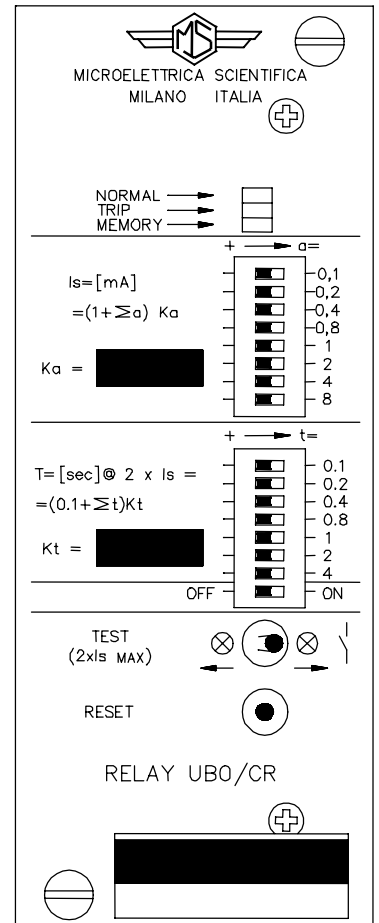 MS
MICROELETTRICA SCIENTIFICA
MILANO ITALIA
NORMAL
TRIP
MEMORY
+ a=
Is=[mA]
=(1+∑a) Ka
Ka =
0,1
0,2
0,4
0,8
1
2
4
8
+ t=
T=[sec]@ 2 x Is =
=(0.1+∑t)Kt
Kt =
0.1
0.2
0.4
0.8
1
2
4
OFF ON
TEST
(2xIs MAX)
RESET
RELAY UBO/CR